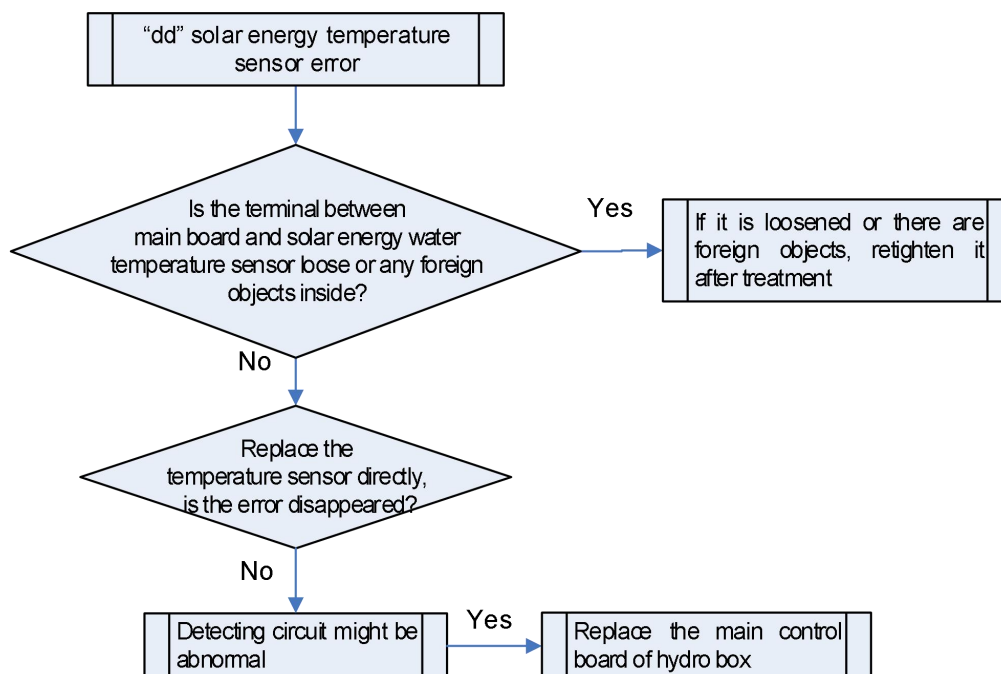 “dd” solar energy temperature
sensor error
Is the terminal between
main board and solar energy water
temperature sensor loose or any foreign
objects inside?
Yes
If it is loosened or there are
foreign objects, retighten it
after treatment
No
Replace the
temperature sensor directly,
is the error disappeared?
No
Detecting circuit might be
abnormal
Yes
Replace the main control
board of hydro box